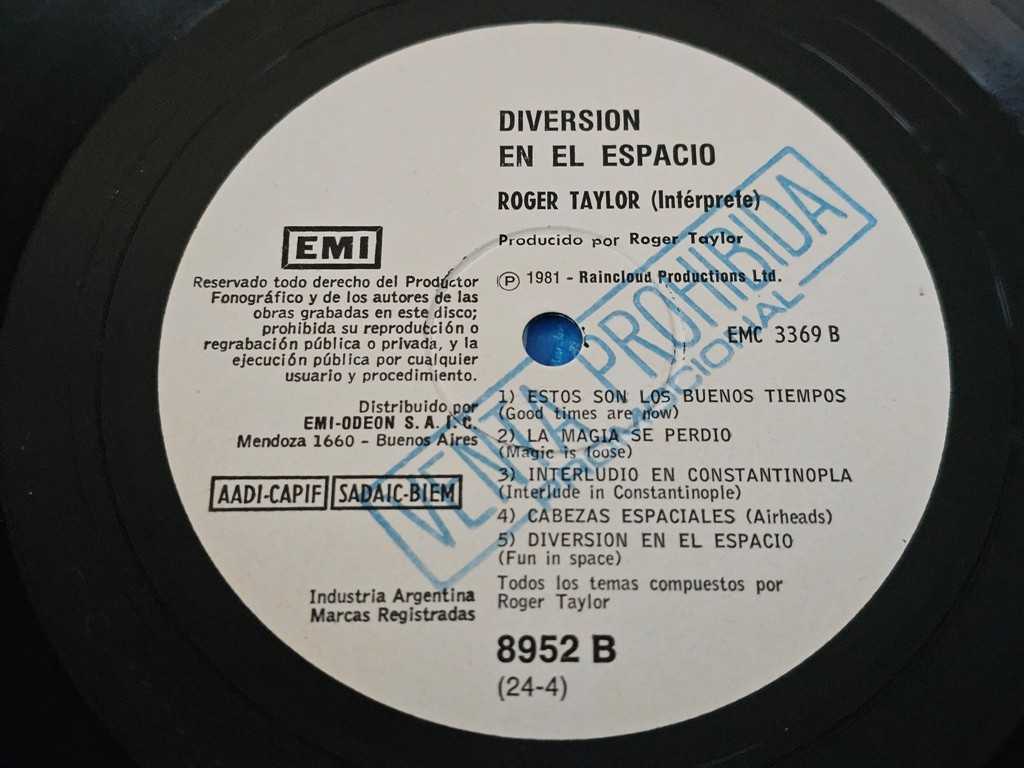 DIVERSION
EN EL ESPACIO
ROGER TAYLOR (Intérprete)
Producido por Roger Taylor
Ⓟ 1981 - Raincloud Productions Ltd.
EMI
Reservado todo derecho del Productor
Fonográfico y de los autores de las
obras grabadas en este disco;
prohibida su reproducción o
regrabación pública o privada, y la
ejecución pública por cualquier
usuario y procedimiento.
Distribuido por
EMI-ODEON S. A. I. C.
Mendoza 1660 - Buenos Aires
AADI-CAPIF SADAIC-BIEM
Industria Argentina
Marcas Registradas
EMC 3369 B
1) ESTOS SON LOS BUENOS TIEMPOS
(Good times are now)
2) LA MAGIA SE PERDIO
(Magic is loose)
3) INTERLUDIO EN CONSTANTINOPLA
(Interlude in Constantinople)
4) CABEZAS ESPACIALES (Airheads)
5) DIVERSION EN EL ESPACIO
(Fun in space)
Todos los temas compuestos por
Roger Taylor
8952 B
(24-4)
VENTA PROHIBIDA
PROMOCIONAL